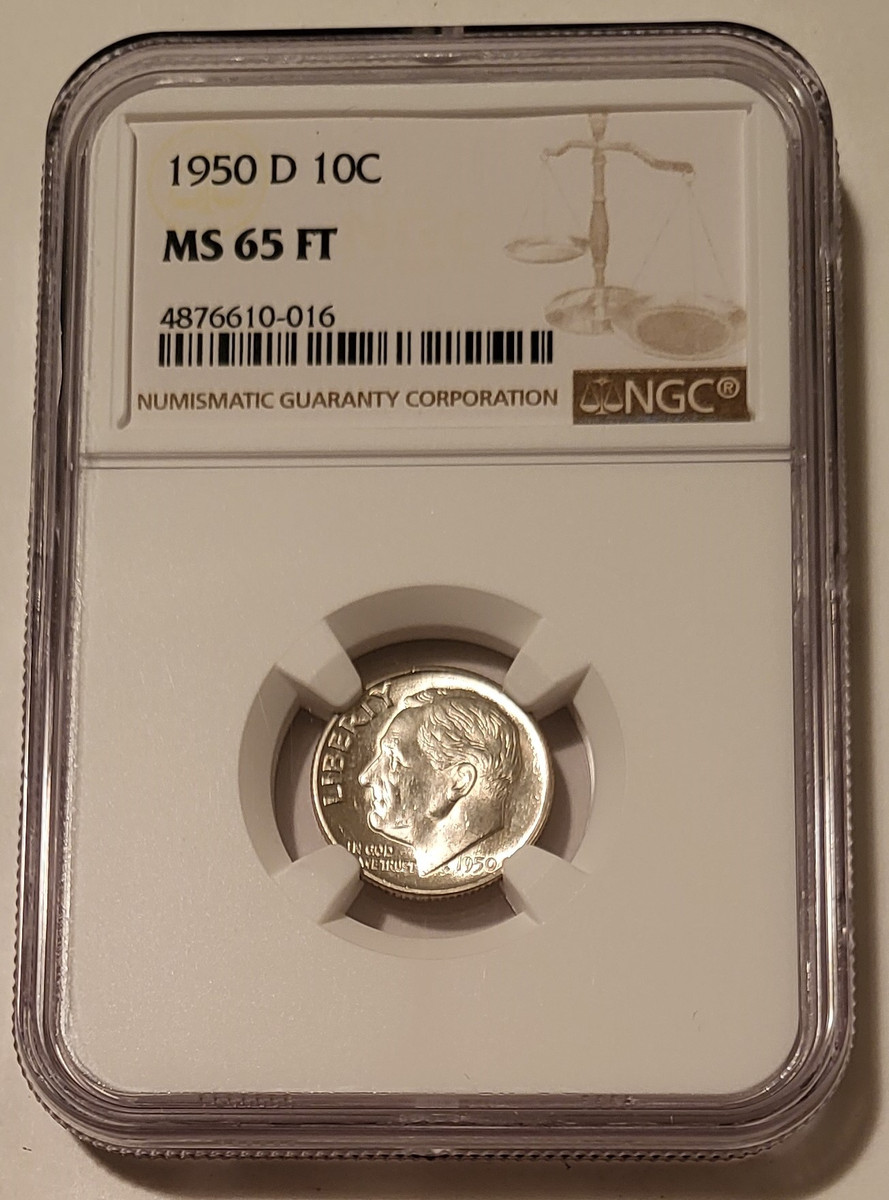 1950 D 10C
MS 65 FT
4876610-016
NUMISMATIC GUARANTY CORPORATION
NGC®
LIBERTY
IN GOD
WE TRUST
1950